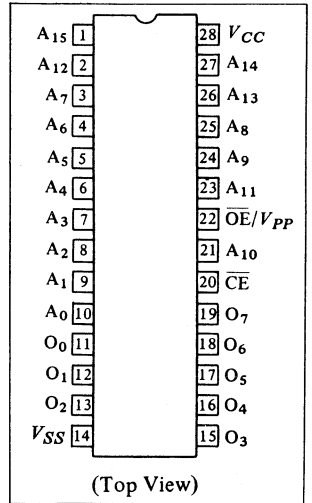 A15 1 28 VCC
A12 2 27 A14
A7 3 26 A13
A6 4 25 A8
A5 5 24 A9
A4 6 23 A11
A3 7 22 OE/VPP
A2 8 21 A10
A1 9 20 CE
A0 10 19 O7
O0 11 18 O6
O1 12 17 O5
O2 13 16 O4
VSS 14 15 O3
(Top View)